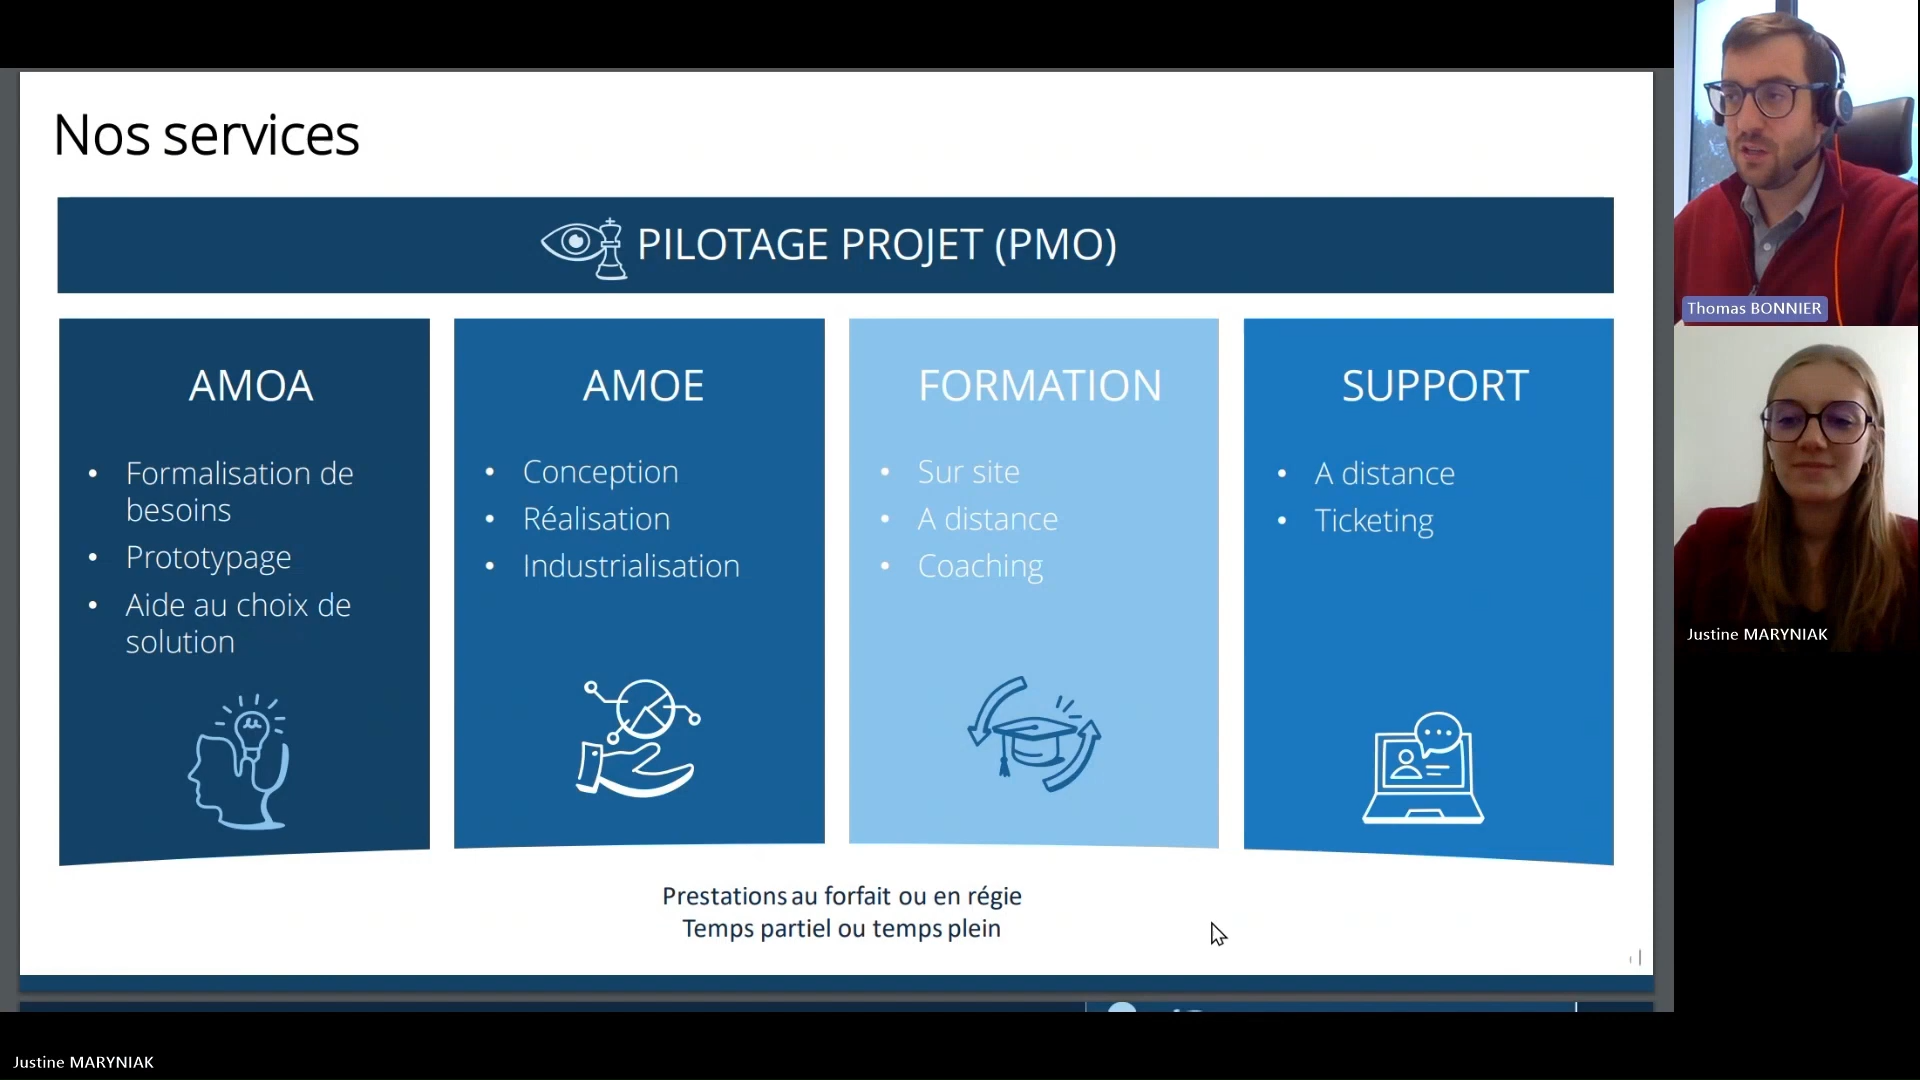 Nos services
PILOTAGE PROJET (PMO)
AMOA
• Formalisation de
besoins
• Prototypage
• Aide au choix de
solution
AMOE
• Conception
• Réalisation
• Industrialisation
FORMATION
• Sur site
• A distance
• Coaching
SUPPORT
• A distance
• Ticketing
Prestations au forfait ou en régie
Temps partiel ou temps plein
Thomas BONNIER
Justine MARYNIAK
Justine MARYNIAK